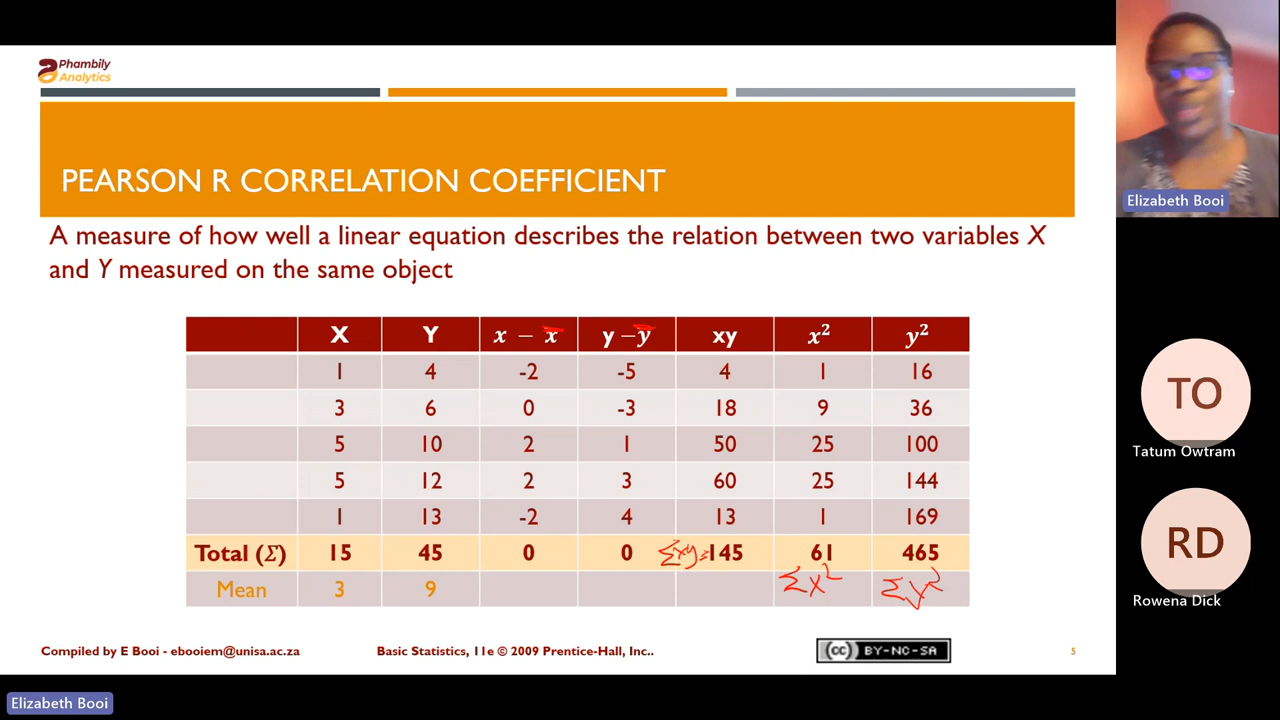 Phambily
Analytics
PEARSON R CORRELATION COEFFICIENT
A measure of how well a linear equation describes the relation between two variables X
and Y measured on the same object
X Y x − x̅ y − y̅ xy x² y²
1 4 -2 -5 4 1 16
3 6 0 -3 18 9 36
5 10 2 1 50 25 100
5 12 2 3 60 25 144
1 13 -2 4 13 1 169
Total (Σ) 15 45 0 0 Σxy= 145 61 465
Mean 3 9 Σx² Σy²
Compiled by E Booi - ebooiem@unisa.ac.za Basic Statistics, 11e © 2009 Prentice-Hall, Inc.. cc BY-NC-SA 5
Elizabeth Booi
TO
Tatum Owtram
RD
Rowena Dick
Elizabeth Booi